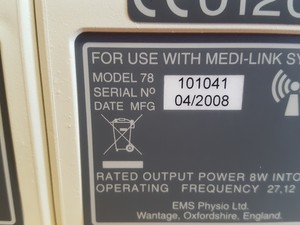 CE0120
FOR USE WITH MEDI-LINK SY
MODEL 78
SERIAL Nº 101041
DATE MFG 04/2008
RATED OUTPUT POWER 8W INTO
OPERATING FREQUENCY 27,12
EMS Physio Ltd.
Wantage, Oxfordshire, England.